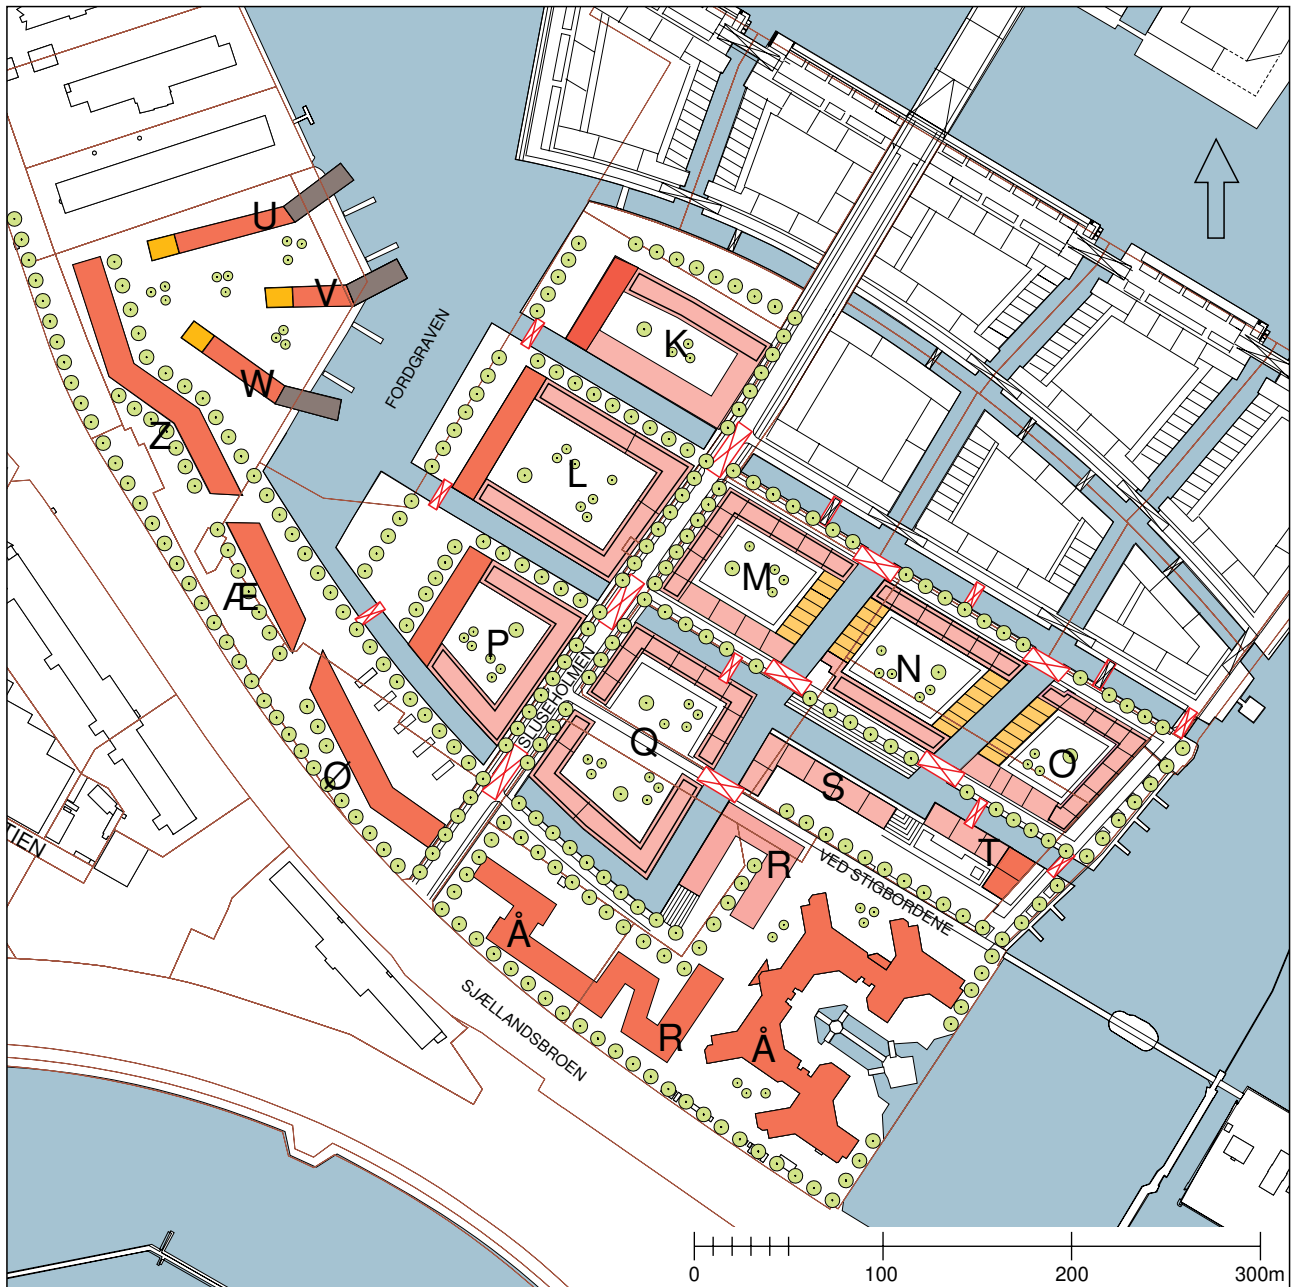 U
V
K
FORDGRAVEN
W
Z
L
M
Æ
P
N
SLUSEHOLMEN
Q
O
Ø
S
TIEN
T
R
VED STIGBORDENE
Å
SJÆLLANDSBROEN
R
Å
0 100 200 300m